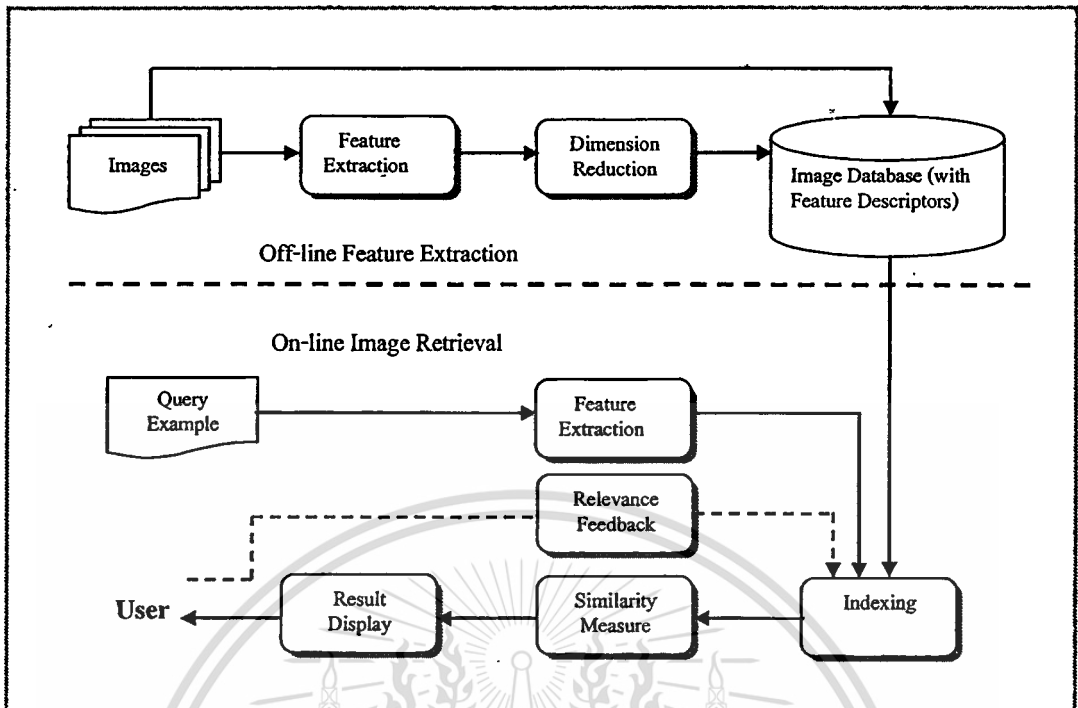 Images
Feature
Extraction
Dimension
Reduction
Image Database (with
Feature Descriptors)
Off-line Feature Extraction
On-line Image Retrieval
Query
Example
Feature
Extraction
Relevance
Feedback
User
Result
Display
Similarity
Measure
Indexing